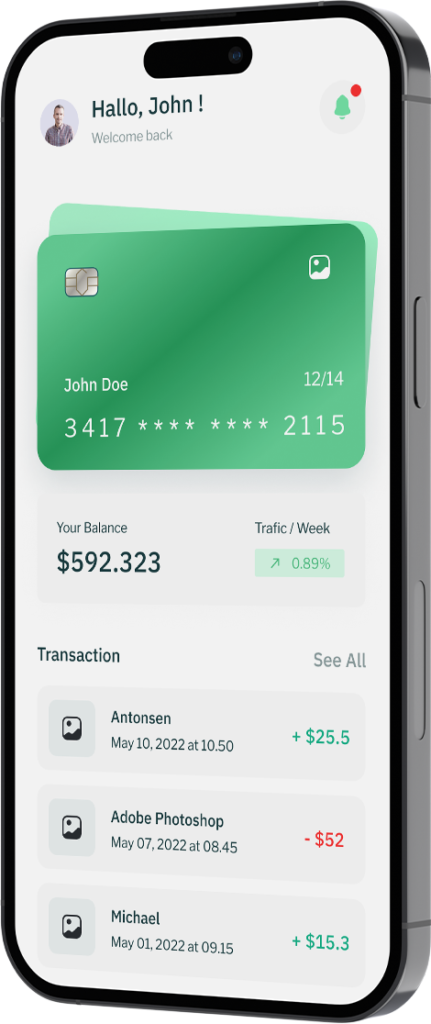 Hallo, John !
Welcome back
John Doe
12/14
3417 **** **** 2115
Your Balance
Trafic / Week
$592.323
0.89%
Transaction
See All
Antonsen
May 10, 2022 at 10.50
+ $25.5
Adobe Photoshop
May 07, 2022 at 08.45
- $52
Michael
May 01, 2022 at 09.15
+ $15.3